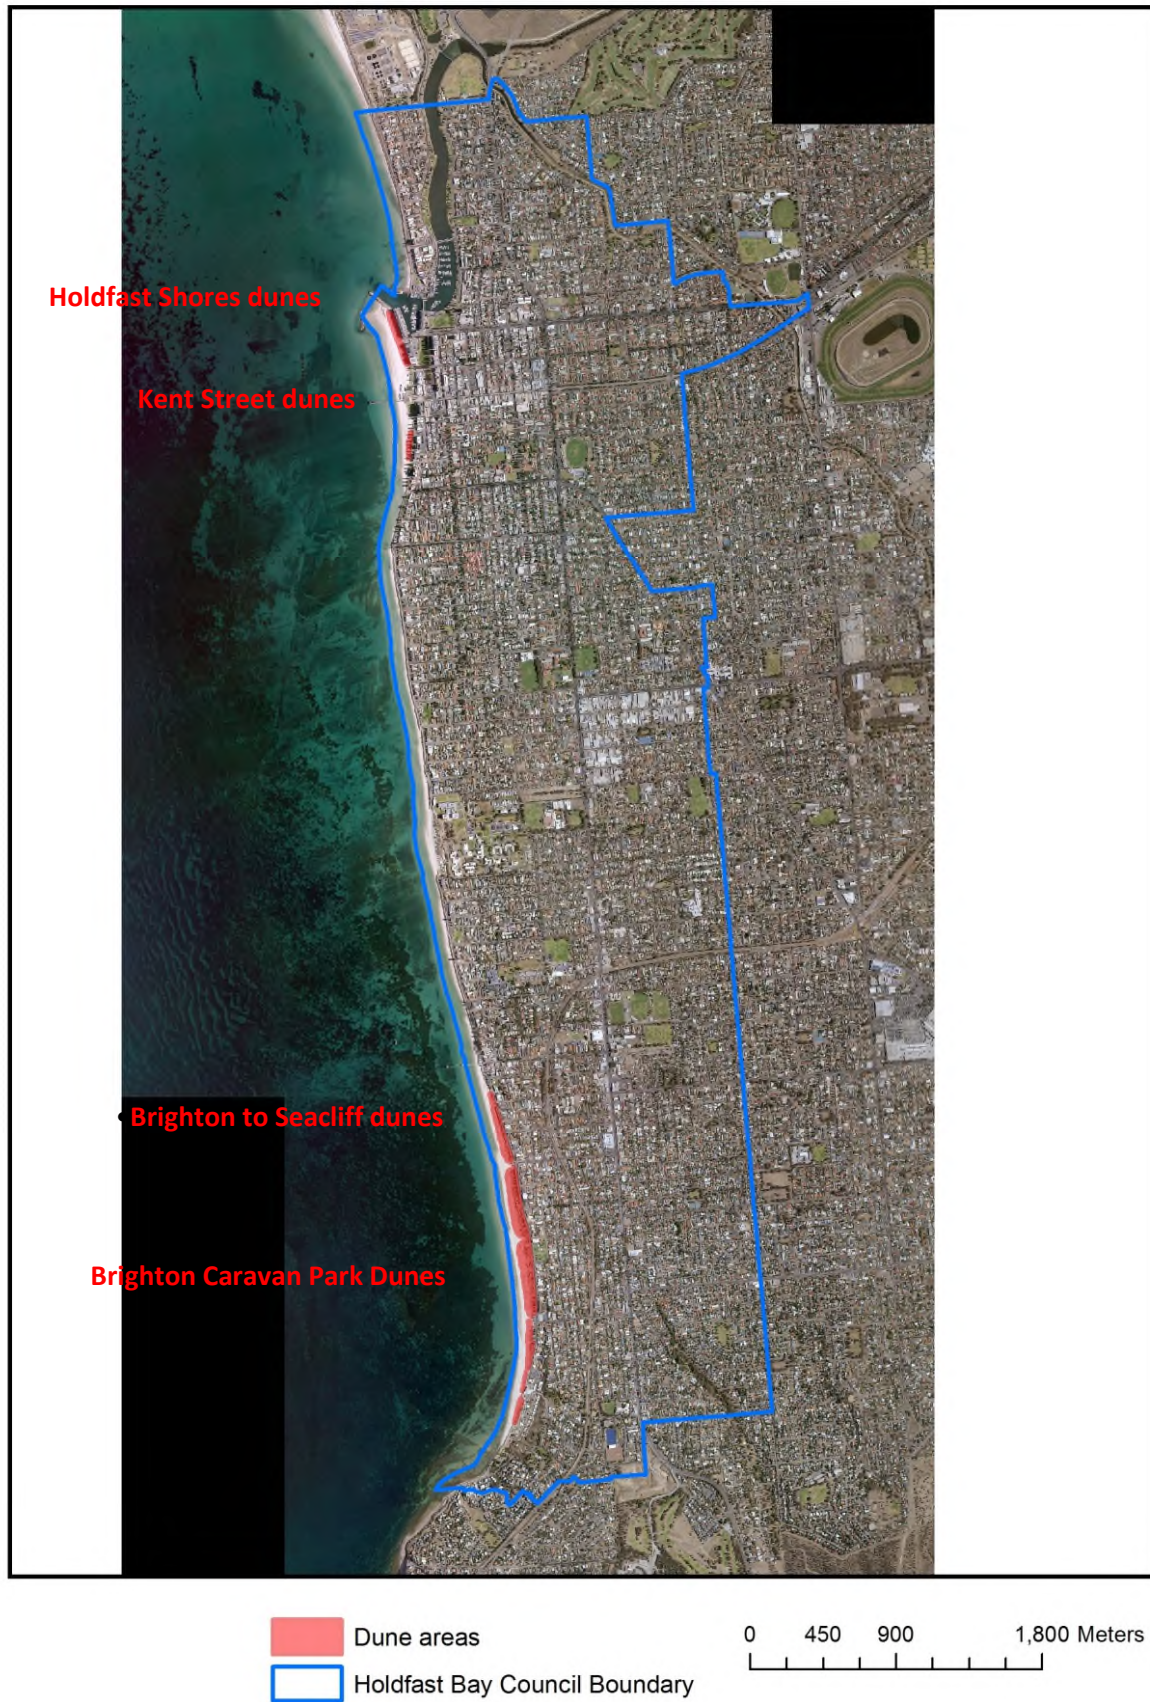 Holdfast Shores dunes
Kent Street dunes
• Brighton to Seacliff dunes
Brighton Caravan Park Dunes
Dune areas
Holdfast Bay Council Boundary
0 450 900 1,800 Meters